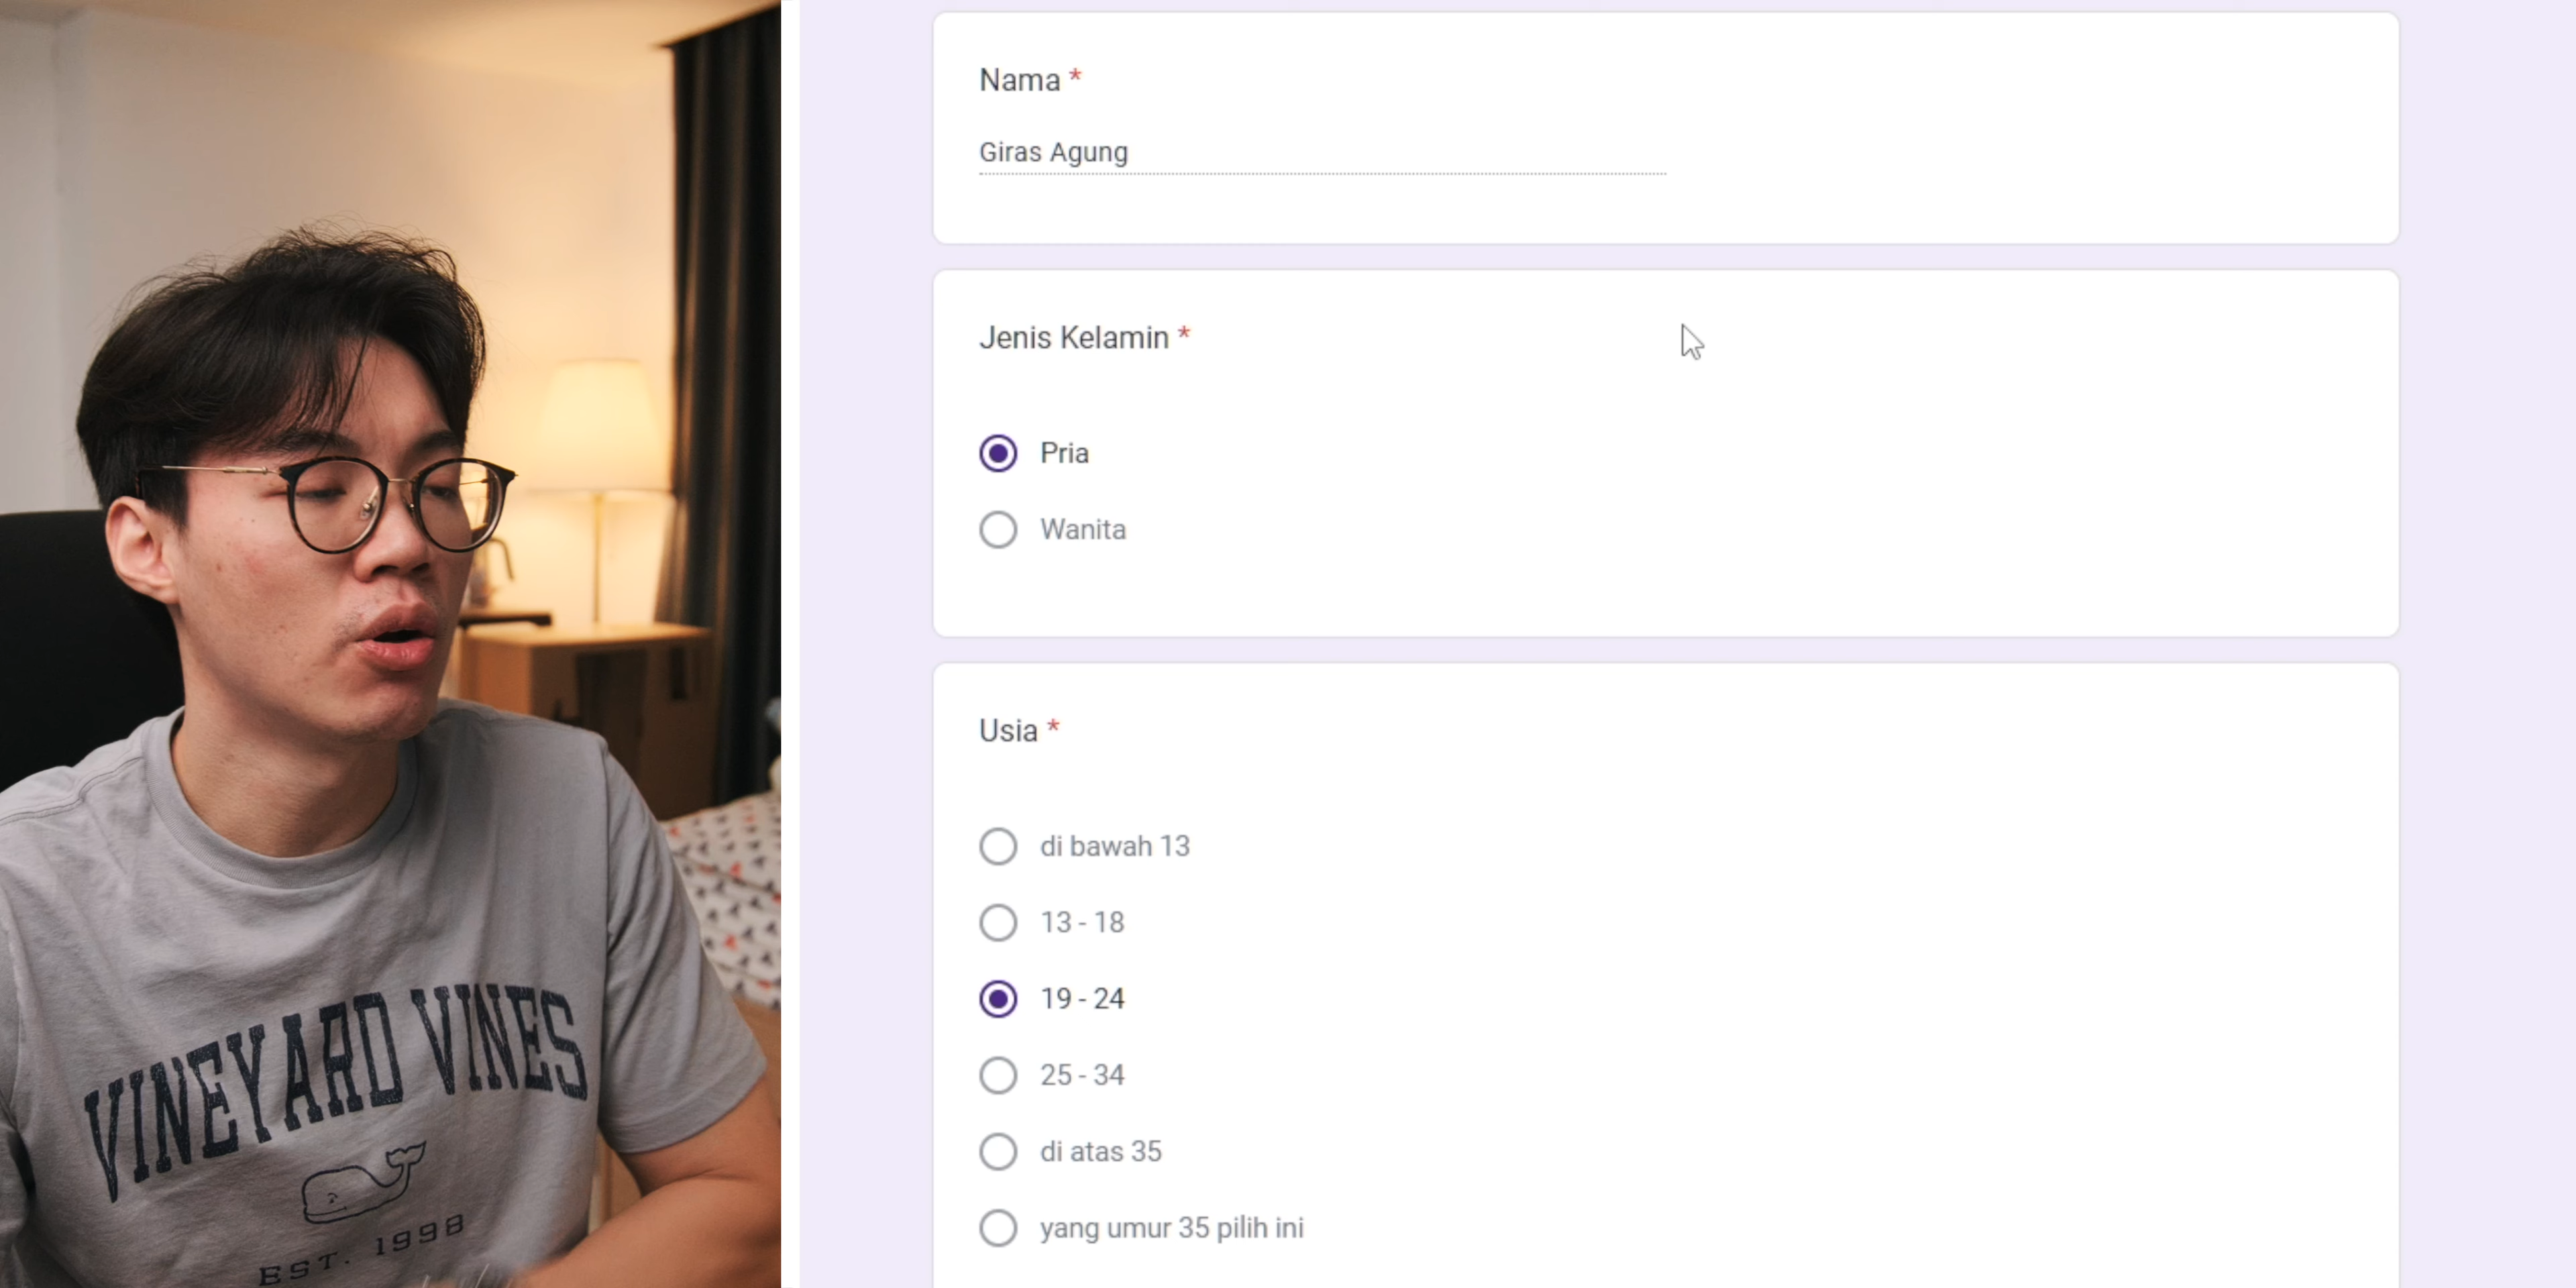 VINEYARD VINES
EST. 1998
Nama *
Giras Agung
Jenis Kelamin *
Pria
Wanita
Usia *
di bawah 13
13 - 18
19 - 24
25 - 34
di atas 35
yang umur 35 pilih ini